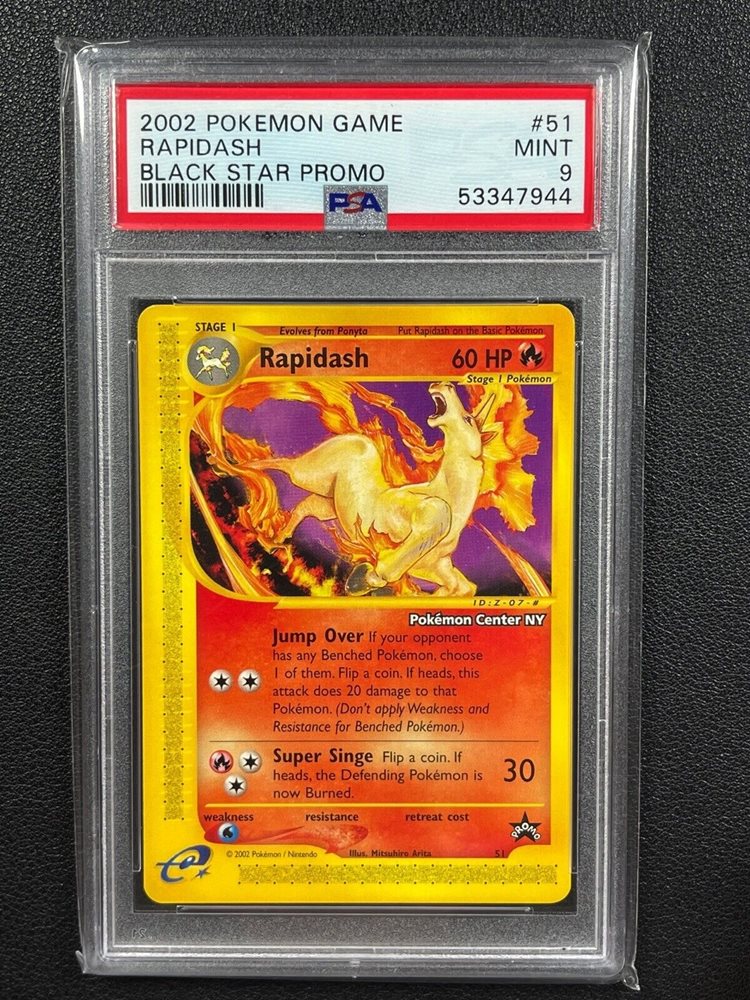 2002 POKEMON GAME #51
RAPIDASH MINT
BLACK STAR PROMO 9
PSA 53347944
STAGE 1 Evolves from Ponyta Put Rapidash on the Basic Pokémon
Rapidash 60 HP
Stage 1 Pokémon
ID:Z-07-#
Pokémon Center NY
Jump Over If your opponent
has any Benched Pokémon, choose
1 of them. Flip a coin. If heads, this
attack does 20 damage to that
Pokémon. (Don't apply Weakness and
Resistance for Benched Pokémon.)
Super Singe Flip a coin. If
heads, the Defending Pokémon is 30
now Burned.
weakness resistance retreat cost
PROMO
e
© 2002 Pokémon / Nintendo Illus. Mitsuhiro Arita 51